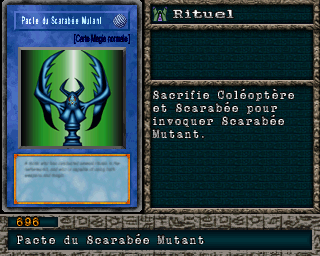 Pacte du Scarabée Mutant
[Carte Magie normale]
Rituel
Sacrifie Coléoptère
et Scarabée pour
invoquer Scarabée
Mutant.
696
Pacte du Scarabée Mutant